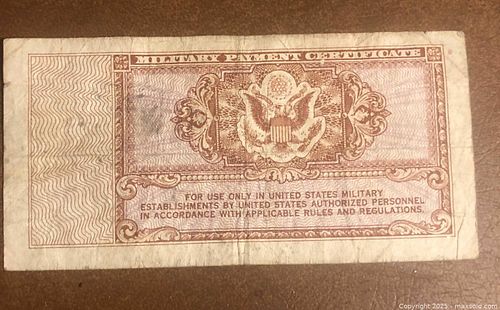 MILITARY PAYMENT CERTIFICATE
FOR USE ONLY IN UNITED STATES MILITARY
ESTABLISHMENTS BY UNITED STATES AUTHORIZED PERSONNEL
IN ACCORDANCE WITH APPLICABLE RULES AND REGULATIONS.
Copyright 2025 - maxsold.com